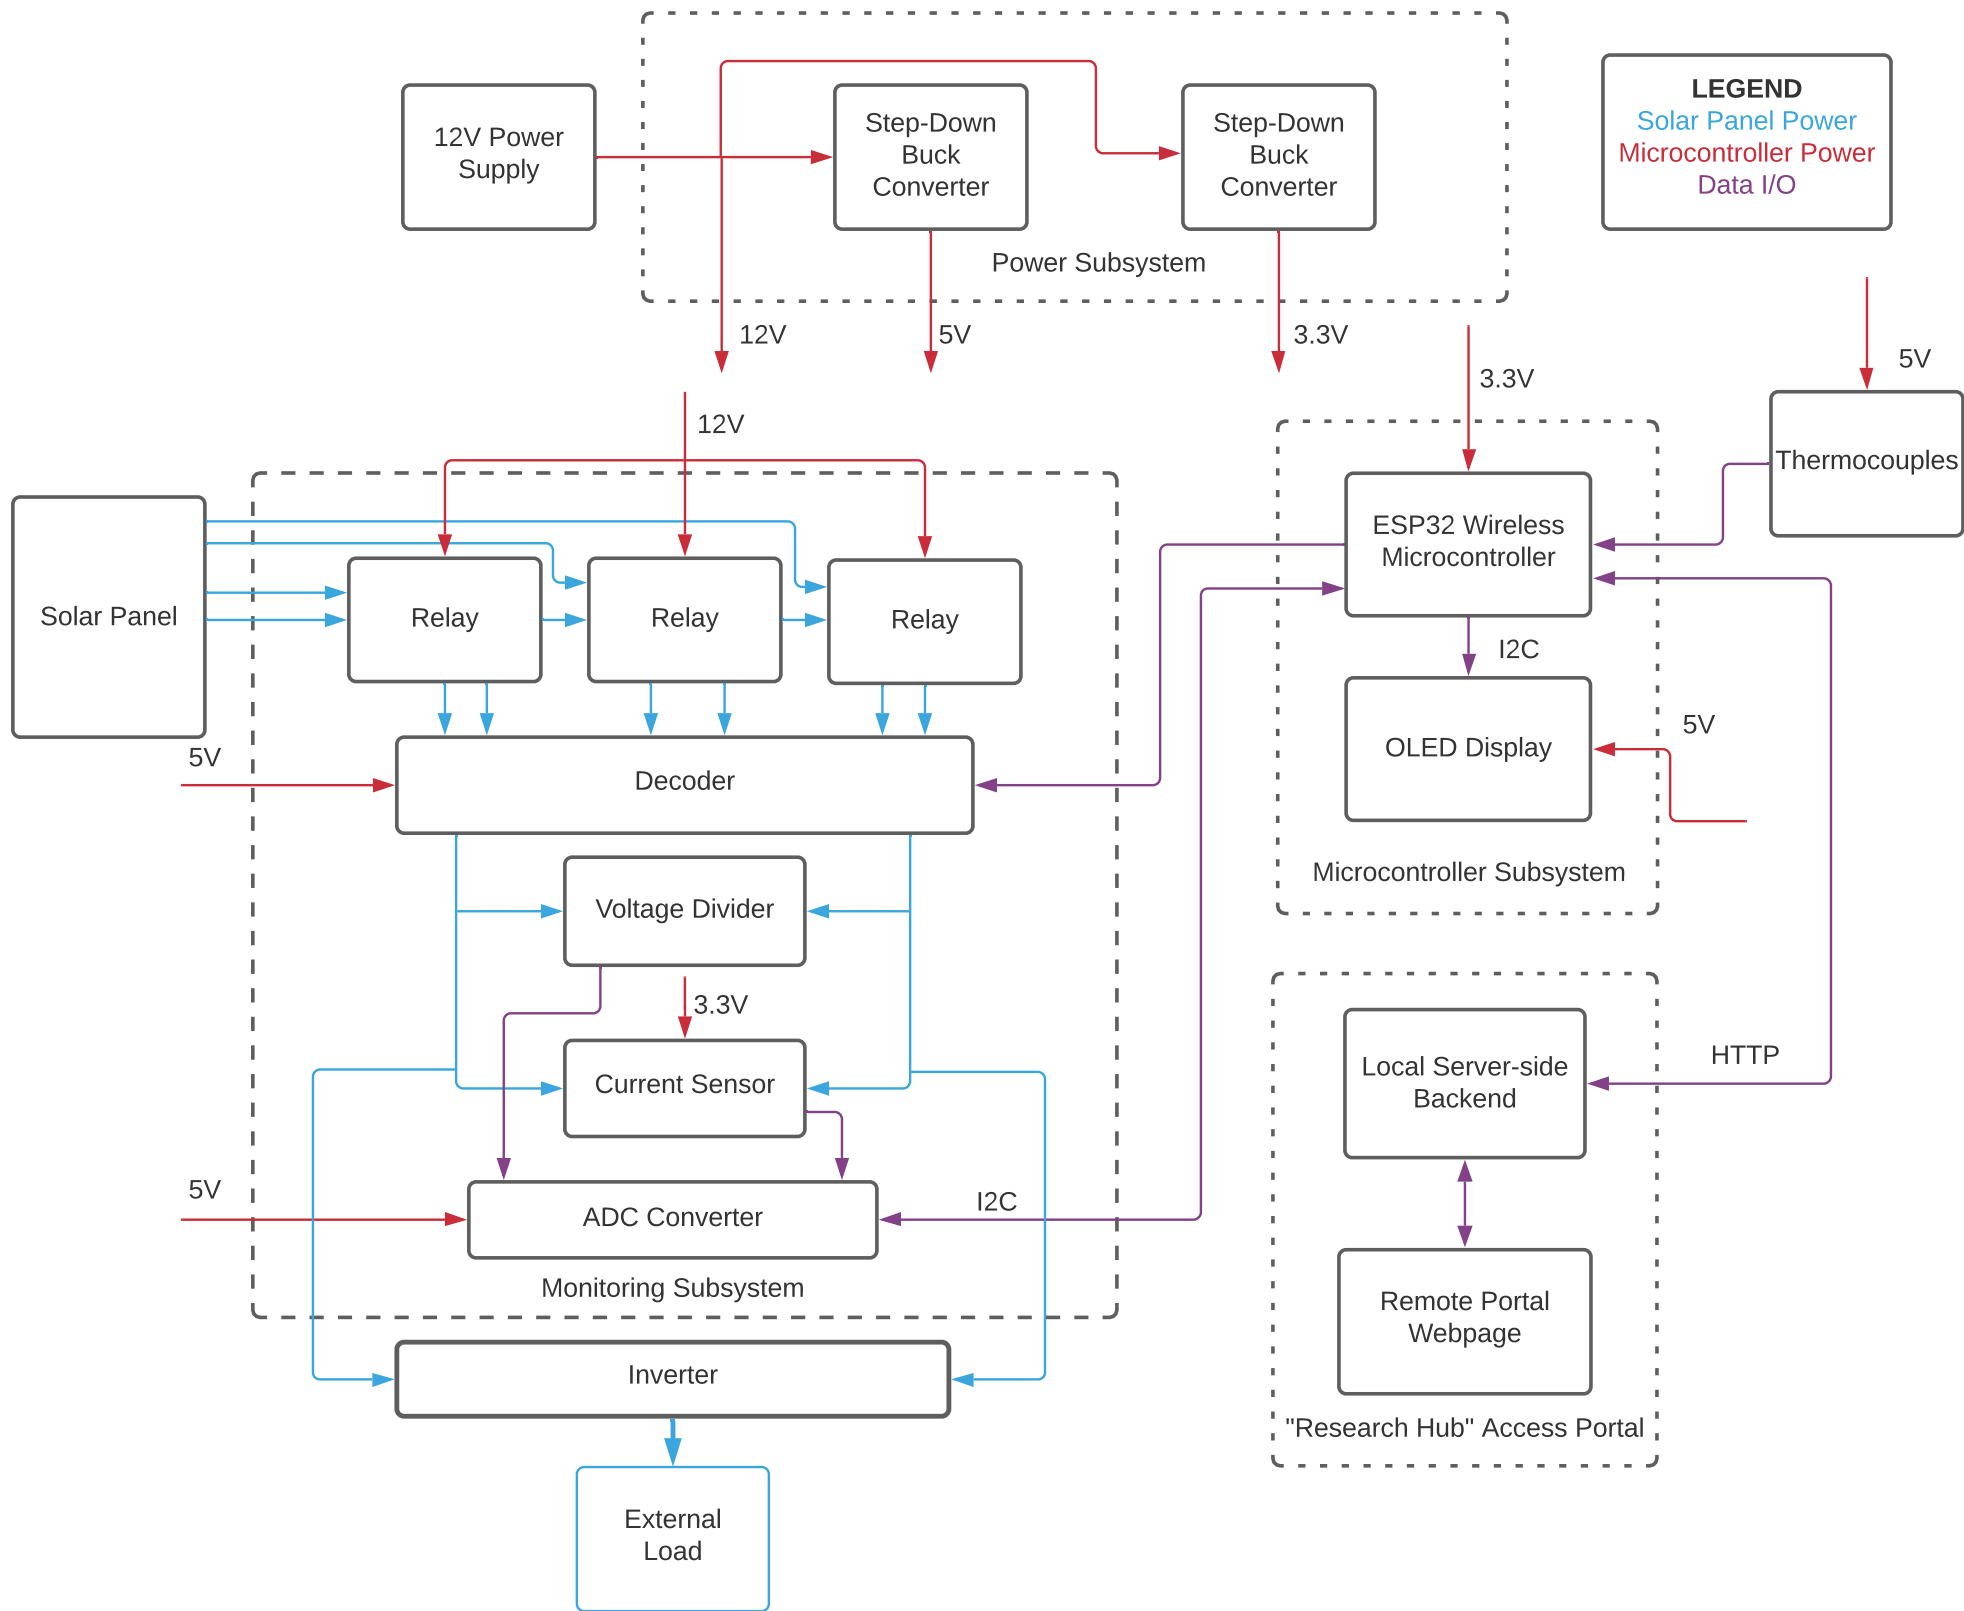 12V Power
Supply
Step-Down
Buck
Converter
Step-Down
Buck
Converter
Power Subsystem
LEGEND
Solar Panel Power
Microcontroller Power
Data I/O
12V
5V
3.3V
3.3V
5V
12V
Thermocouples
ESP32 Wireless
Microcontroller
Solar Panel
Relay
Relay
Relay
I2C
OLED Display
5V
5V
Decoder
Microcontroller Subsystem
Voltage Divider
3.3V
Current Sensor
Local Server-side
Backend
HTTP
5V
ADC Converter
I2C
Monitoring Subsystem
Remote Portal
Webpage
"Research Hub" Access Portal
Inverter
External
Load